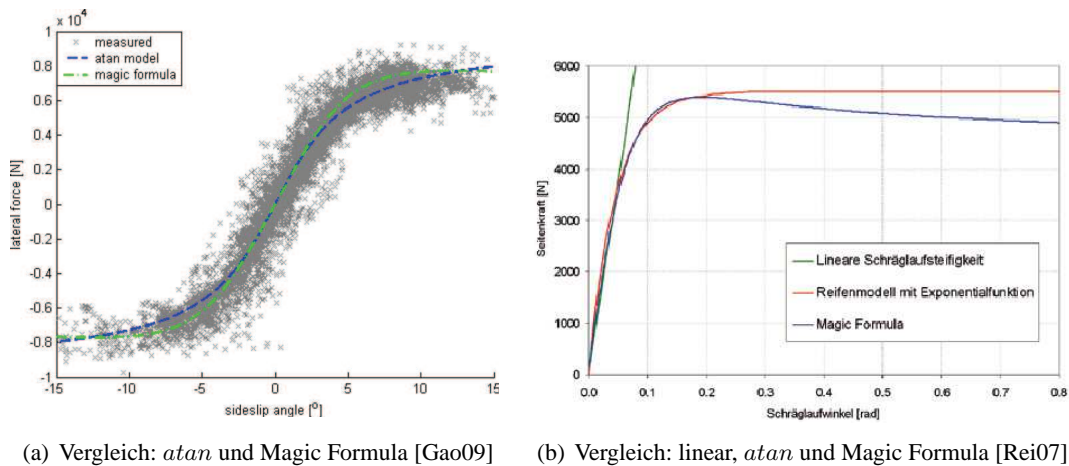 x 10^4
1
0.8
0.6
0.4
0.2
0
-0.2
-0.4
-0.6
-0.8
-1
lateral force [N]
measured
atan model
magic formula
-15
-10
-5
0
5
10
15
sideslip angle [°]
6000
5000
4000
3000
2000
1000
0
Seitenkraft [N]
Lineare Schräglaufsteifigkeit
Reifenmodell mit Exponentialfunktion
Magic Formula
0.0
0.1
0.2
0.3
0.4
0.5
0.6
0.7
0.8
Schräglaufwinkel [rad]
(a) Vergleich: atan und Magic Formula [Gao09]
(b) Vergleich: linear, atan und Magic Formula [Rei07]